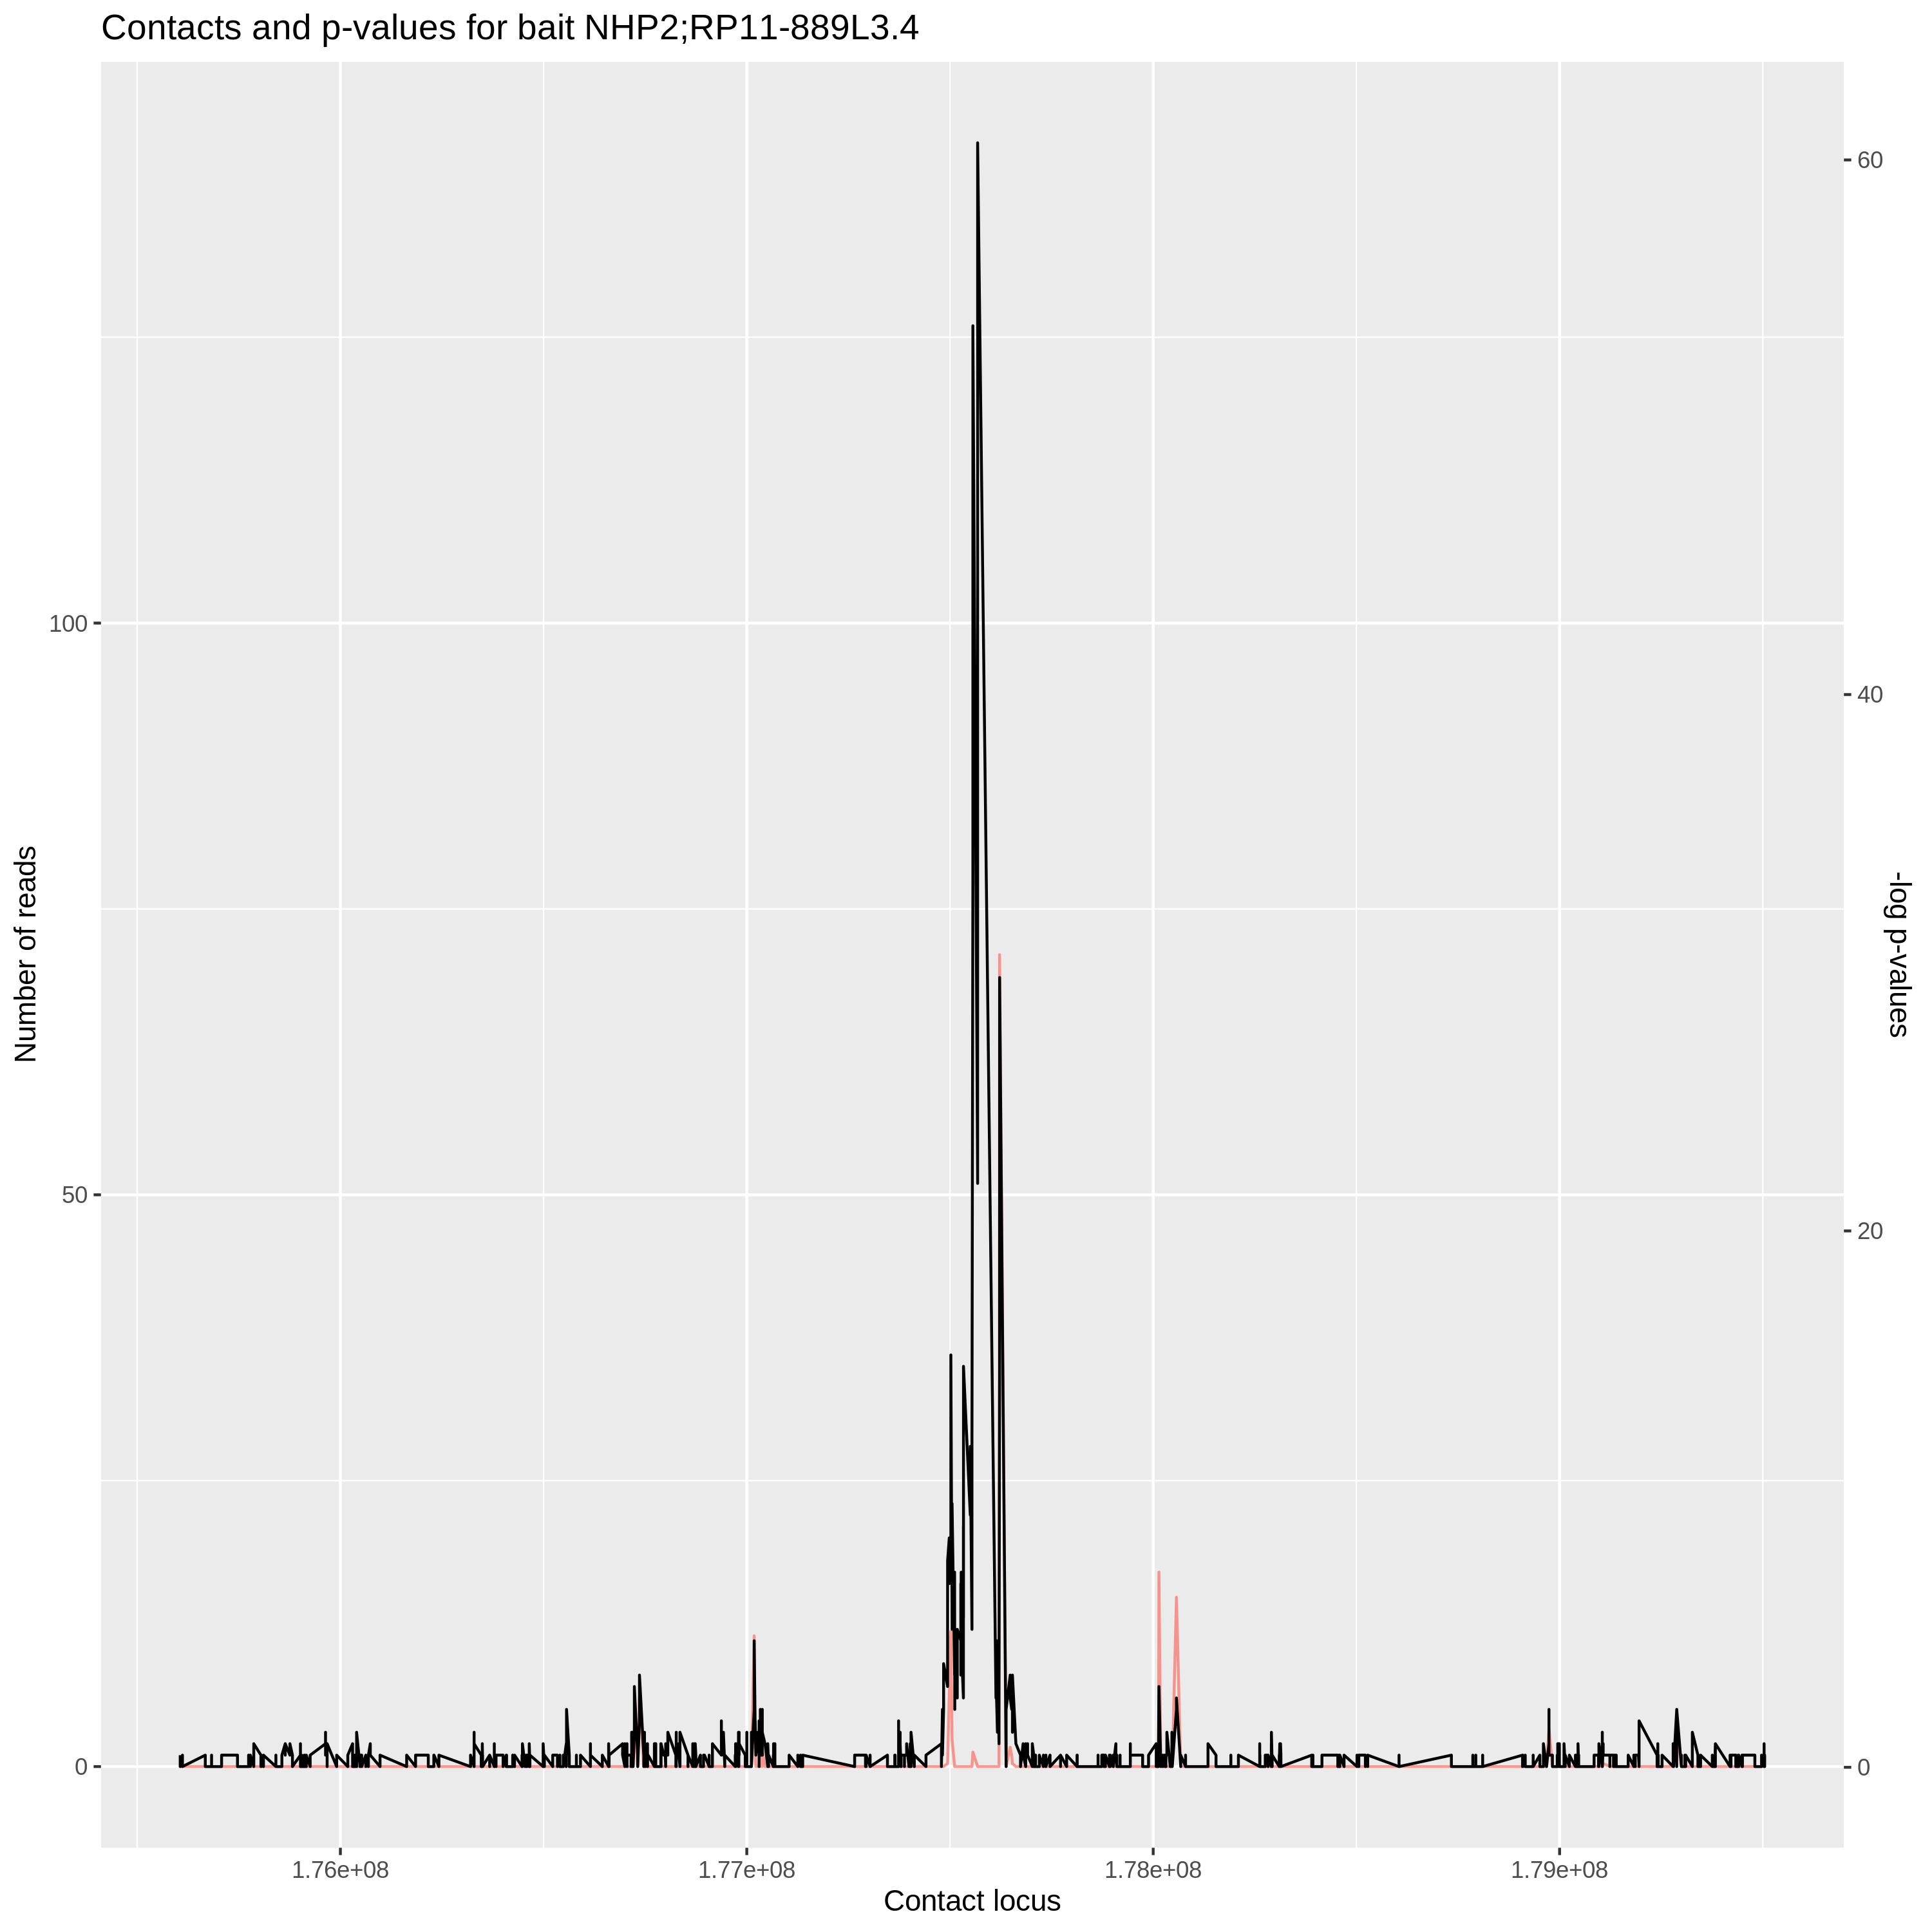 Contacts and p-values for bait NHP2;RP11-889L3.4
Number of reads
100
50
0
60
40
20
0
-log p-values
1.76e+08
1.77e+08
1.78e+08
1.79e+08
Contact locus